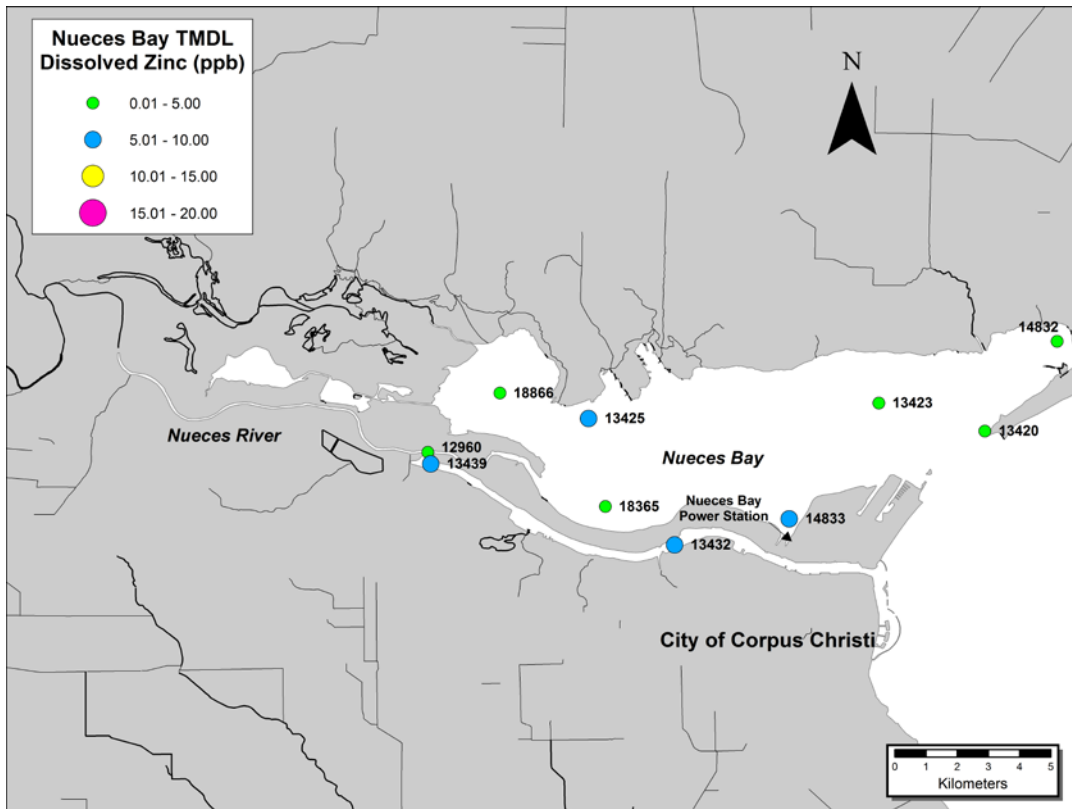 Nueces Bay TMDL
Dissolved Zinc (ppb)
0.01 - 5.00
5.01 - 10.00
10.01 - 15.00
15.01 - 20.00
N
14832
18866
13425
13423
13420
Nueces River
12960
13439
Nueces Bay
18365
Nueces Bay
Power Station
14833
13432
City of Corpus Christi
0 1 2 3 4 5
Kilometers